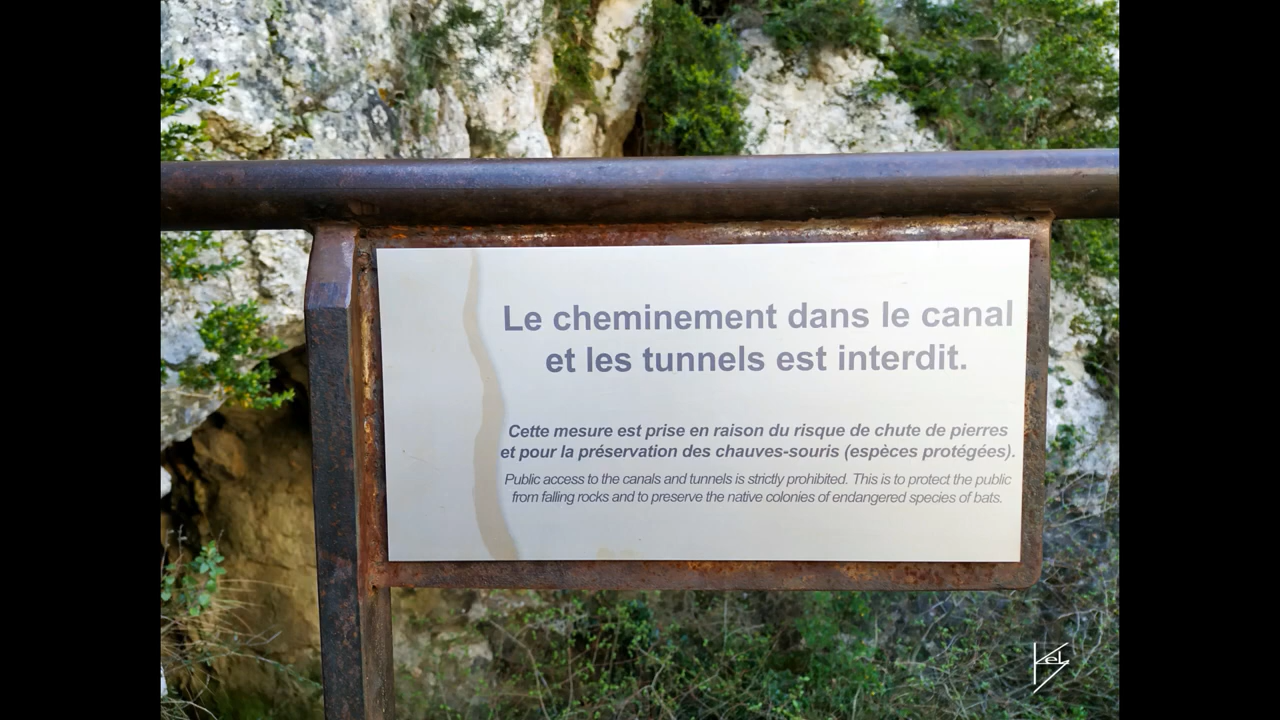 Le cheminement dans le canal
et les tunnels est interdit.
Cette mesure est prise en raison du risque de chute de pierres
et pour la préservation des chauves-souris (espèces protégées).
Public access to the canals and tunnels is strictly prohibited. This is to protect the public
from falling rocks and to preserve the native colonies of endangered species of bats.